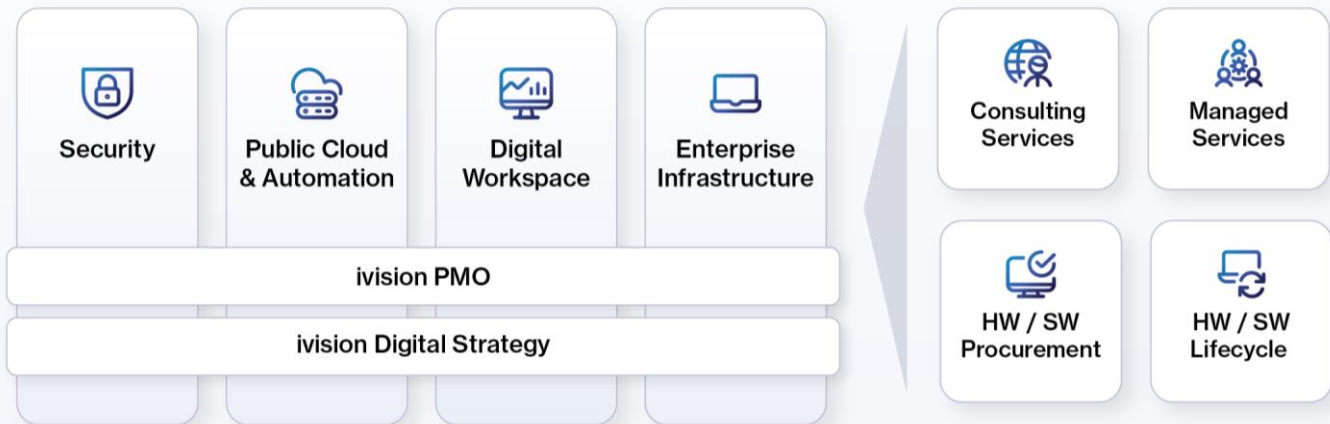 Security
Public Cloud
& Automation
Digital
Workspace
Enterprise
Infrastructure
ivision PMO
ivision Digital Strategy
Consulting
Services
Managed
Services
HW / SW
Procurement
HW / SW
Lifecycle